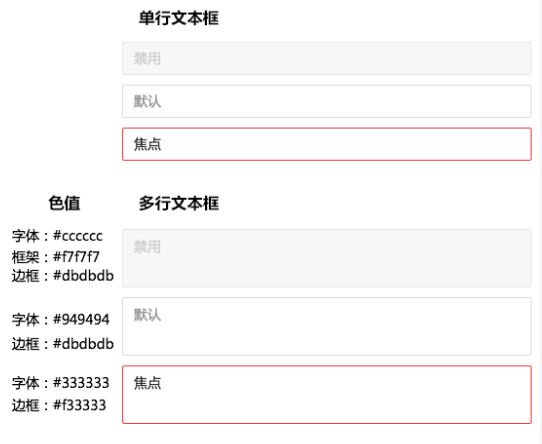 单行文本框
禁用
默认
焦点
色值
多行文本框
字体：#cccccc
框架：#f7f7f7
边框：#dbdbdb
禁用
字体：#949494
边框：#dbdbdb
默认
字体：#333333
边框：#f33333
焦点